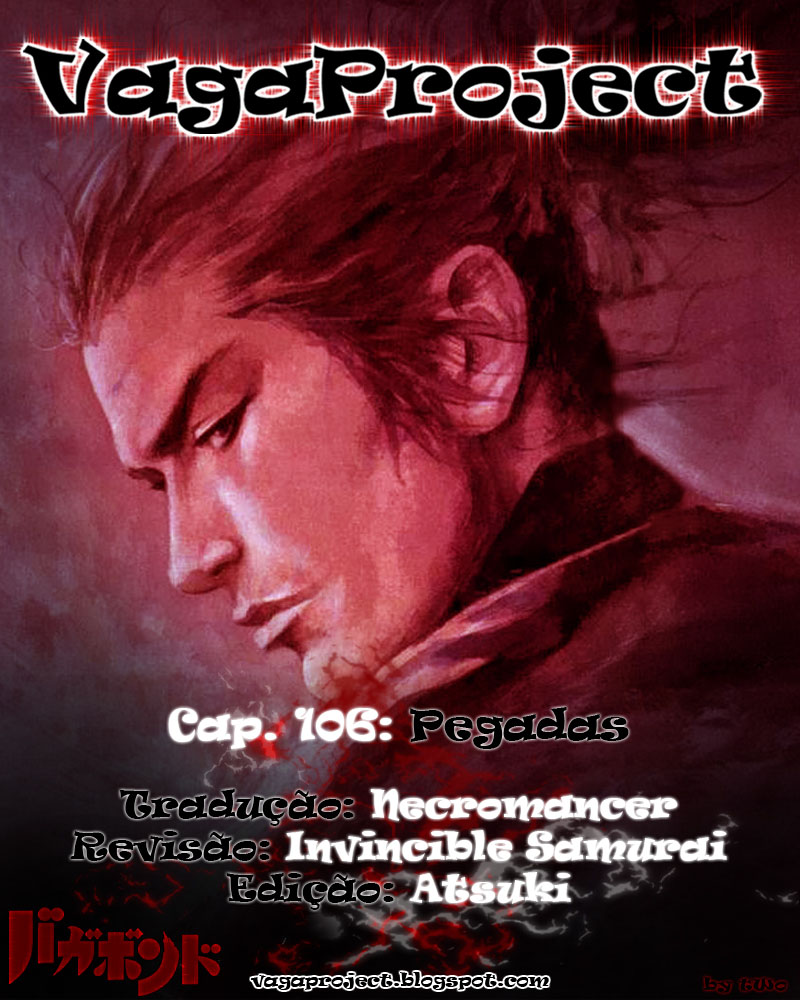 VagaProject
Cap. 106: Pegadas
Tradução: Necromancer
Revisão: Invincible Samurai
Edição: Atsuki
バガボンド
vagaproject.blogspot.com
by two